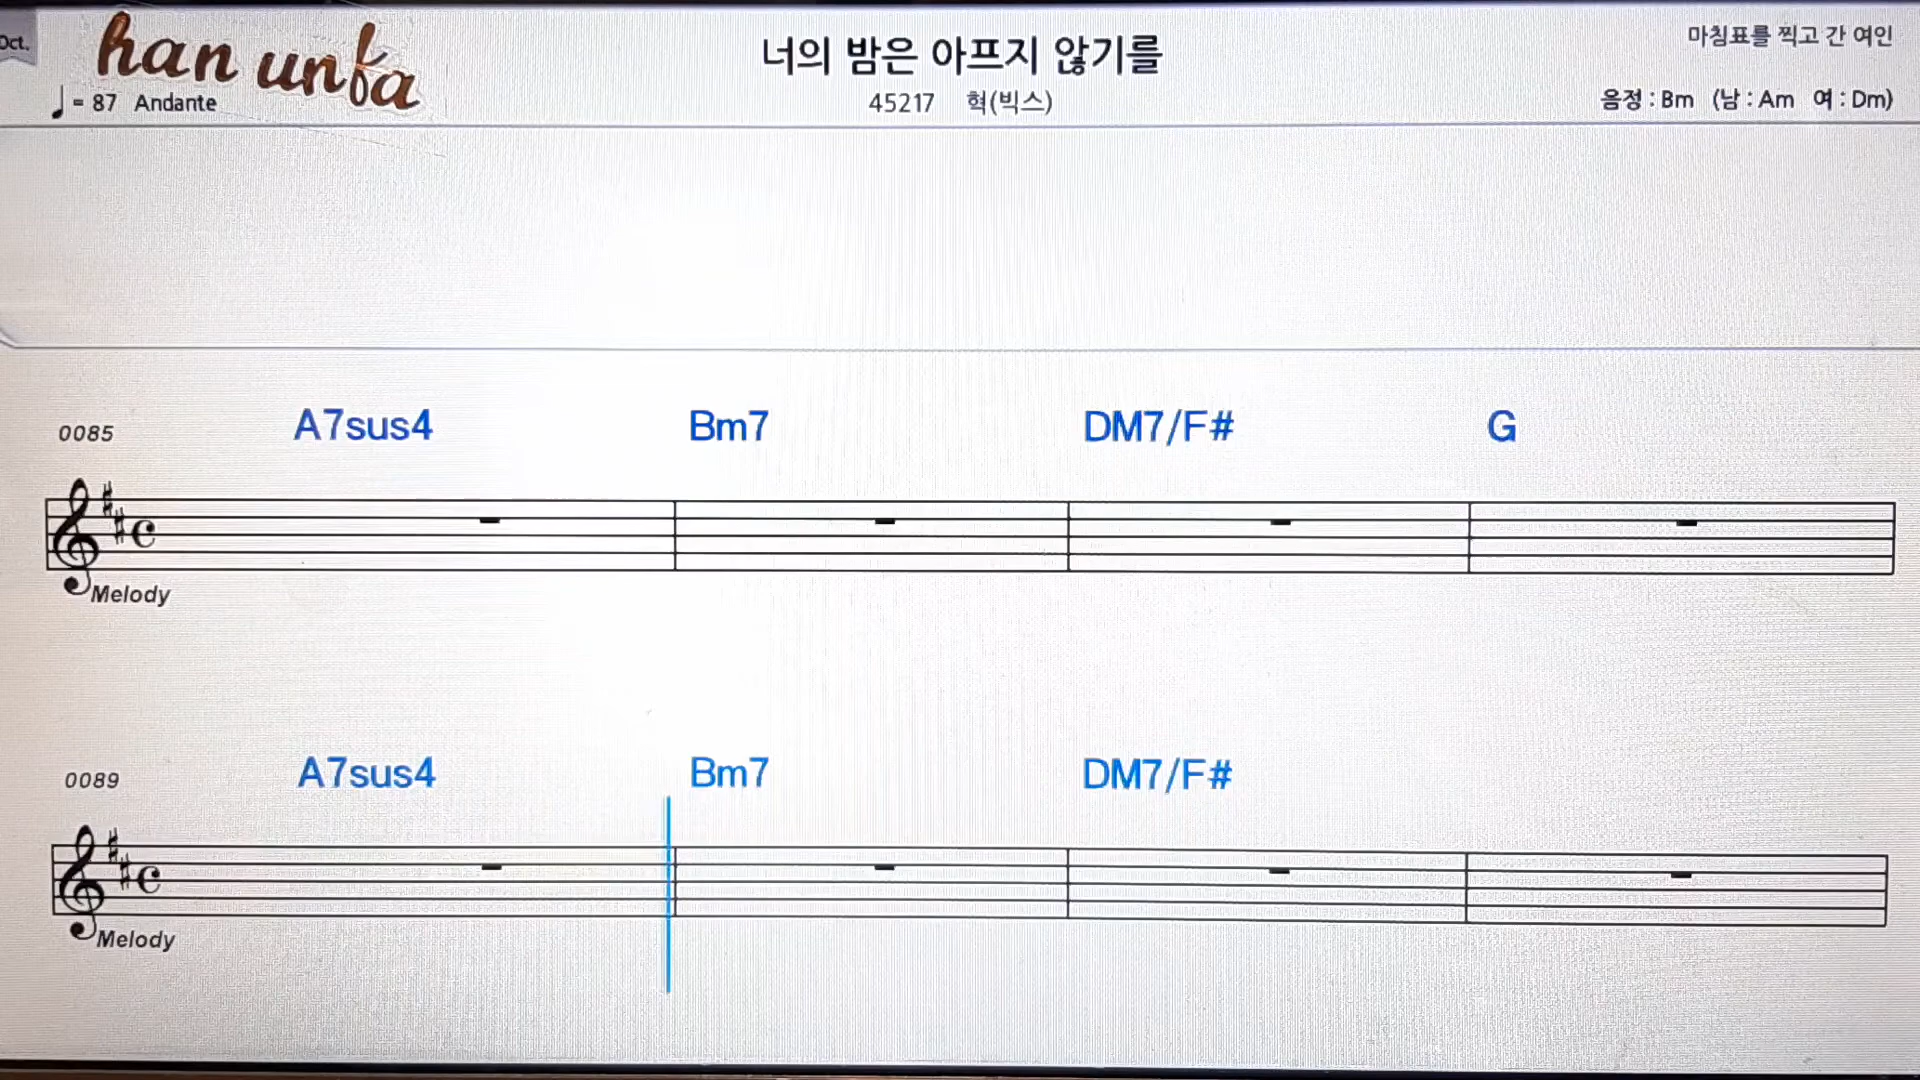 Oct.
han unfa
너의 밤은 아프지 않기를
마침표를 찍고 간 여인
= 87 Andante
45217 혁(빅스)
음정 : Bm (남 : Am 여 : Dm)
0085 A7sus4 Bm7 DM7/F# G
Melody
0089 A7sus4 Bm7 DM7/F#
Melody